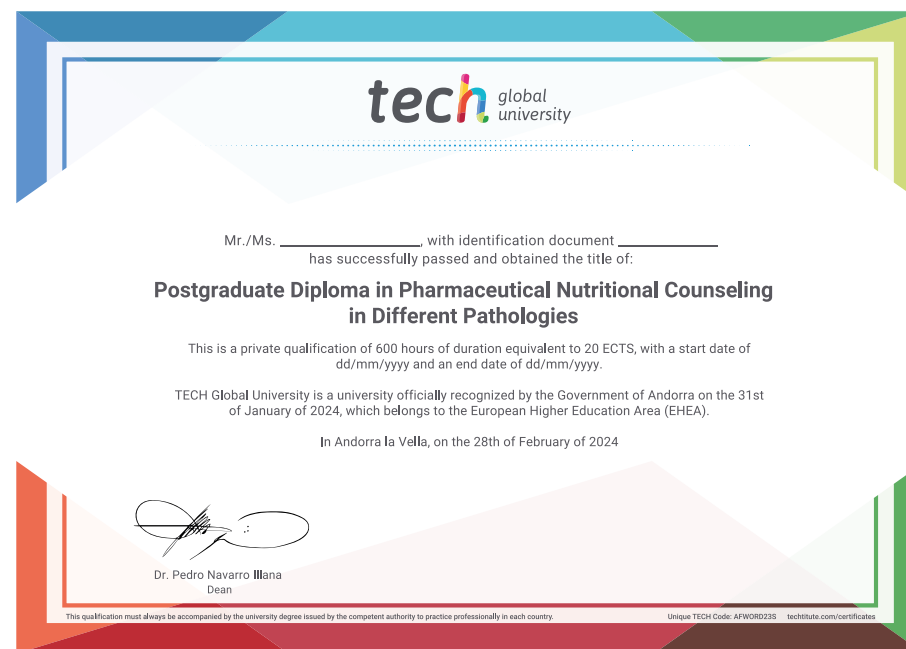 tech global university
Mr./Ms. ____________________, with identification document ______________
has successfully passed and obtained the title of:
Postgraduate Diploma in Pharmaceutical Nutritional Counseling
in Different Pathologies
This is a private qualification of 600 hours of duration equivalent to 20 ECTS, with a start date of
dd/mm/yyyy and an end date of dd/mm/yyyy.
TECH Global University is a university officially recognized by the Government of Andorra on the 31st
of January of 2024, which belongs to the European Higher Education Area (EHEA).
In Andorra la Vella, on the 28th of February of 2024
Dr. Pedro Navarro Illana
Dean
This qualification must always be accompanied by the university degree issued by the competent authority to practice professionally in each country.
Unique TECH Code: AFWORD23S techtitute.com/certificates